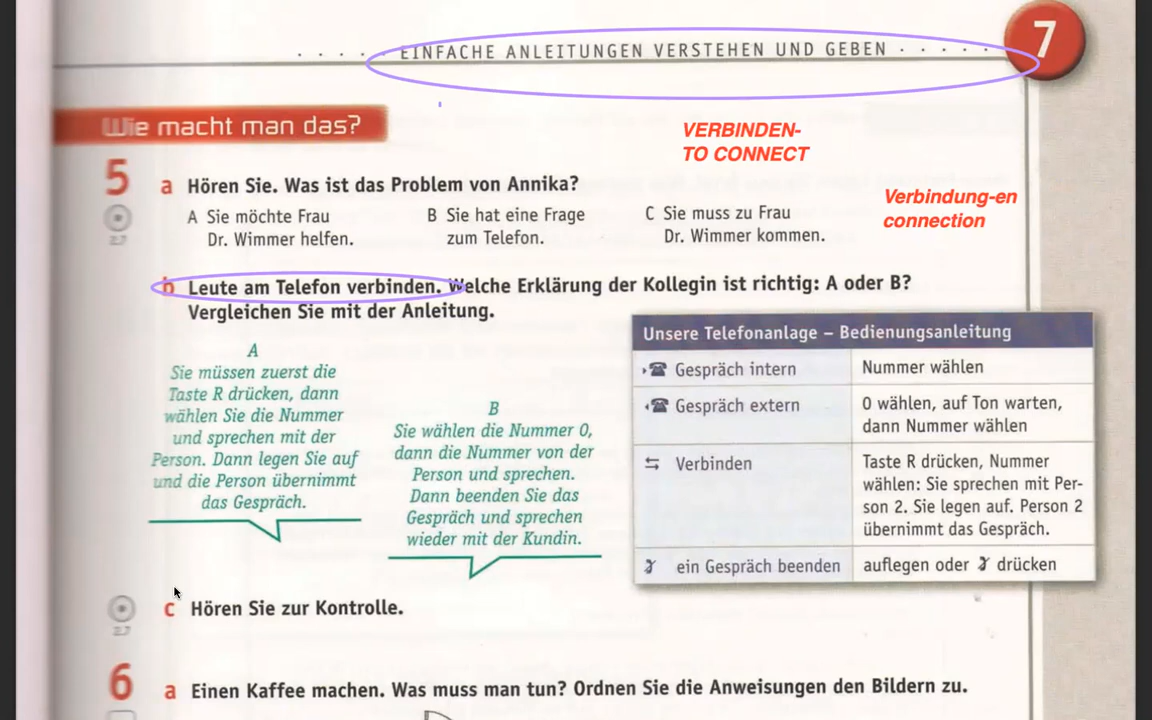 EINFACHE ANLEITUNGEN VERSTEHEN UND GEBEN
7
Wie macht man das?
VERBINDEN-
TO CONNECT
Verbindung-en
connection
5
a Hören Sie. Was ist das Problem von Annika?
A Sie möchte Frau
Dr. Wimmer helfen.
B Sie hat eine Frage
zum Telefon.
C Sie muss zu Frau
Dr. Wimmer kommen.
2.7
b Leute am Telefon verbinden. Welche Erklärung der Kollegin ist richtig: A oder B?
Vergleichen Sie mit der Anleitung.
A
Sie müssen zuerst die
Taste R drücken, dann
wählen Sie die Nummer
und sprechen mit der
Person. Dann legen Sie auf
und die Person übernimmt
das Gespräch.
B
Sie wählen die Nummer 0,
dann die Nummer von der
Person und sprechen.
Dann beenden Sie das
Gespräch und sprechen
wieder mit der Kundin.
Unsere Telefonanlage – Bedienungsanleitung
Gespräch intern
Nummer wählen
Gespräch extern
0 wählen, auf Ton warten,
dann Nummer wählen
Verbinden
Taste R drücken, Nummer
wählen: Sie sprechen mit Per-
son 2. Sie legen auf. Person 2
übernimmt das Gespräch.
ein Gespräch beenden
auflegen oder drücken
c Hören Sie zur Kontrolle.
2.7
6
a Einen Kaffee machen. Was muss man tun? Ordnen Sie die Anweisungen den Bildern zu.